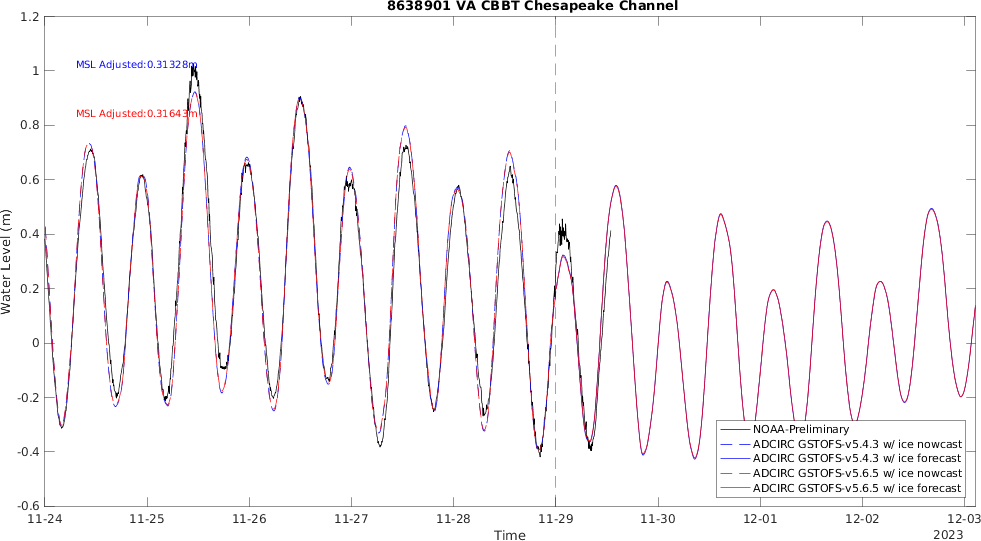 8638901 VA CBBT Chesapeake Channel
1.2
1
0.8
0.6
0.4
0.2
0
-0.2
-0.4
-0.6
Water Level (m)
MSL Adjusted:0.31328m
MSL Adjusted:0.31643m
NOAA-Preliminary
ADCIRC GSTOFS-v5.4.3 w/ ice nowcast
ADCIRC GSTOFS-v5.4.3 w/ ice forecast
ADCIRC GSTOFS-v5.6.5 w/ ice nowcast
ADCIRC GSTOFS-v5.6.5 w/ ice forecast
11-24 11-25 11-26 11-27 11-28 11-29 11-30 12-01 12-02 12-03
Time
2023